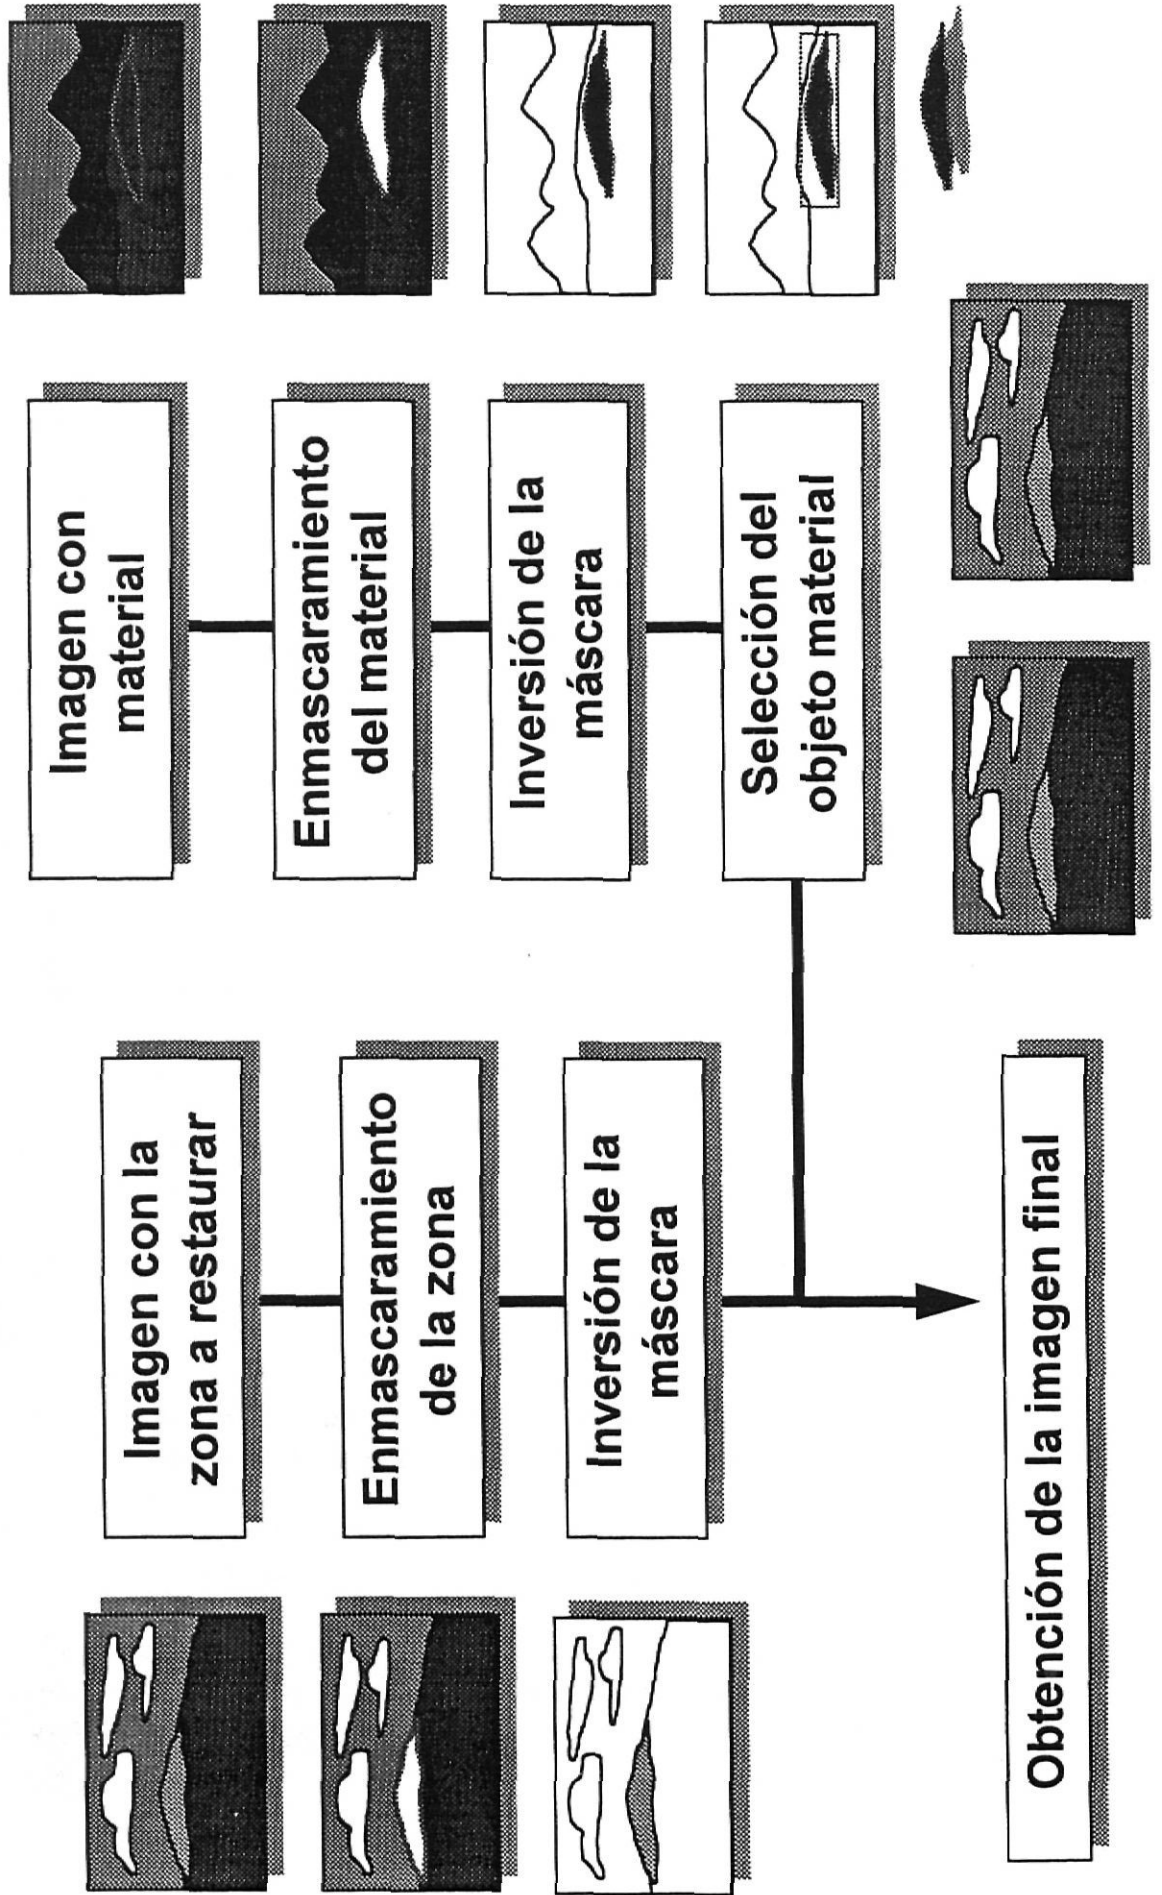 Imagen con la
zona a restaurar
Enmascaramiento
de la zona
Inversión de la
máscara
Imagen con
material
Enmascaramiento
del material
Inversión de la
máscara
Selección del
objeto material
Obtención de la imagen final